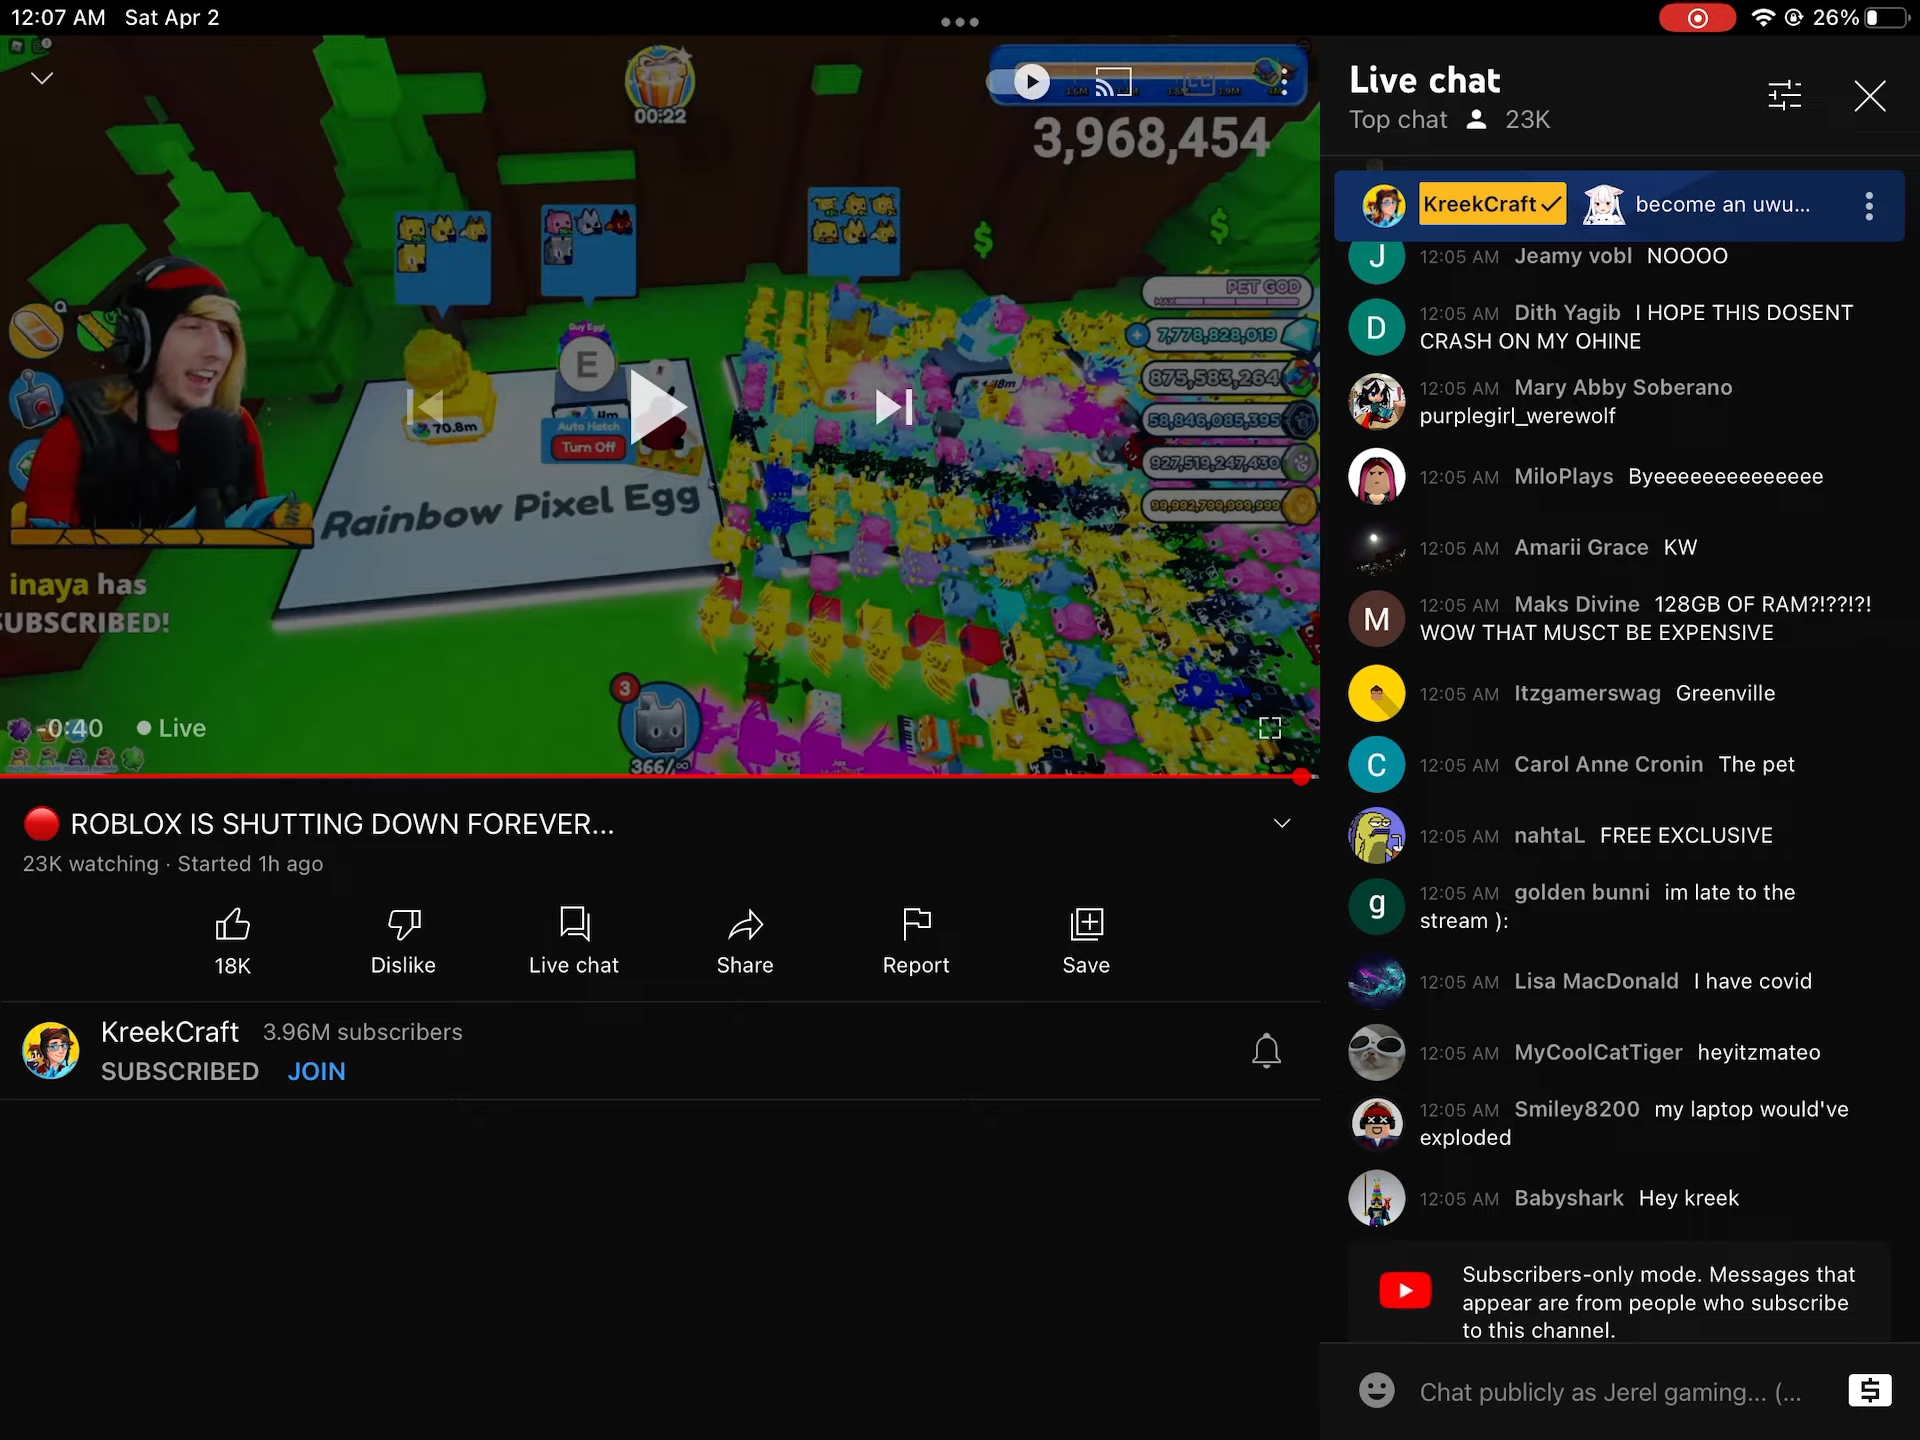 12:07 AM Sat Apr 2
26%
00:22
3,968,454
PET GOD
MAX
7,778,828,019
875,583,264
58,846,085,395
927,519,247,430
99,992,799,999,999
Buy Egg!
E
70.8m
Auto Hatch
Turn Off
Rainbow Pixel Egg
inaya has
SUBSCRIBED!
3
366/∞
-0:40 Live
ROBLOX IS SHUTTING DOWN FOREVER...
23K watching · Started 1h ago
18K
Dislike
Live chat
Share
Report
Save
KreekCraft 3.96M subscribers
SUBSCRIBED JOIN
Live chat
Top chat 23K
KreekCraft become an uwu...
J 12:05 AM Jeamy vobl NOOOO
D 12:05 AM Dith Yagib I HOPE THIS DOSENT
CRASH ON MY OHINE
12:05 AM Mary Abby Soberano
purplegirl_werewolf
12:05 AM MiloPlays Byeeeeeeeeeeeeee
12:05 AM Amarii Grace KW
M 12:05 AM Maks Divine 128GB OF RAM?!??!?!
WOW THAT MUSCT BE EXPENSIVE
12:05 AM Itzgamerswag Greenville
C 12:05 AM Carol Anne Cronin The pet
12:05 AM nahtaL FREE EXCLUSIVE
g 12:05 AM golden bunni im late to the
stream ):
12:05 AM Lisa MacDonald I have covid
12:05 AM MyCoolCatTiger heyitzmateo
12:05 AM Smiley8200 my laptop would've
exploded
12:05 AM Babyshark Hey kreek
Subscribers-only mode. Messages that
appear are from people who subscribe
to this channel.
Chat publicly as Jerel gaming... (...